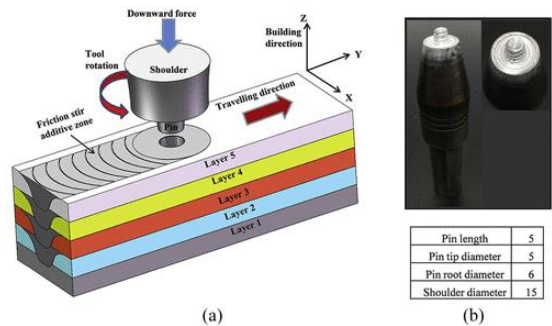 Downward force
Tool
rotation
Shoulder
Building
direction
Z
Y
X
Travelling direction
Friction stir
additive zone
Pin
Layer 5
Layer 4
Layer 3
Layer 2
Layer 1
(a)
Pin length 5
Pin tip diameter 5
Pin root diameter 6
Shoulder diameter 15
(b)